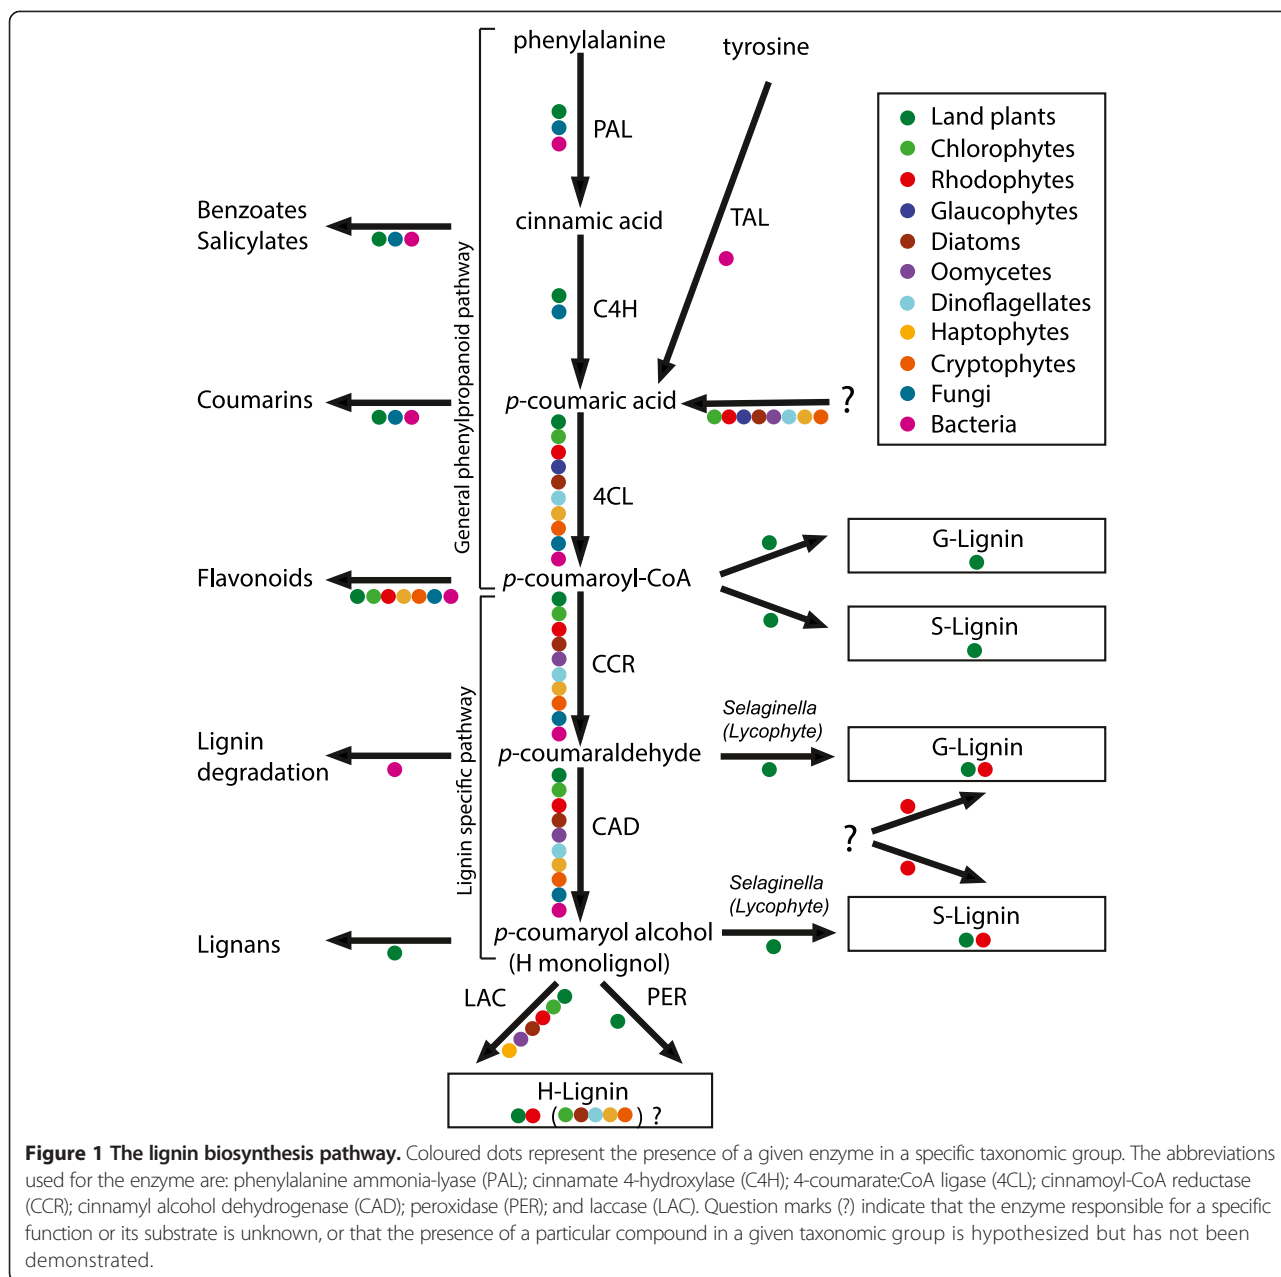 phenylalanine
tyrosine
PAL
Land plants
Chlorophytes
Rhodophytes
Glaucophytes
Diatoms
Oomycetes
Dinoflagellates
Haptophytes
Cryptophytes
Fungi
Bacteria
Benzoates
Salicylates
cinnamic acid
TAL
General phenylpropanoid pathway
C4H
Coumarins
p-coumaric acid
?
4CL
G-Lignin
Flavonoids
p-coumaroyl-CoA
S-Lignin
CCR
Lignin specific pathway
Selaginella
(Lycophyte)
Lignin
degradation
p-coumaraldehyde
G-Lignin
CAD
?
Selaginella
(Lycophyte)
S-Lignin
Lignans
p-coumaryol alcohol
(H monolignol)
LAC
PER
H-Lignin
( ) ?
Figure 1 The lignin biosynthesis pathway. Coloured dots represent the presence of a given enzyme in a specific taxonomic group. The abbreviations
used for the enzyme are: phenylalanine ammonia-lyase (PAL); cinnamate 4-hydroxylase (C4H); 4-coumarate:CoA ligase (4CL); cinnamoyl-CoA reductase
(CCR); cinnamyl alcohol dehydrogenase (CAD); peroxidase (PER); and laccase (LAC). Question marks (?) indicate that the enzyme responsible for a specific
function or its substrate is unknown, or that the presence of a particular compound in a given taxonomic group is hypothesized but has not been
demonstrated.